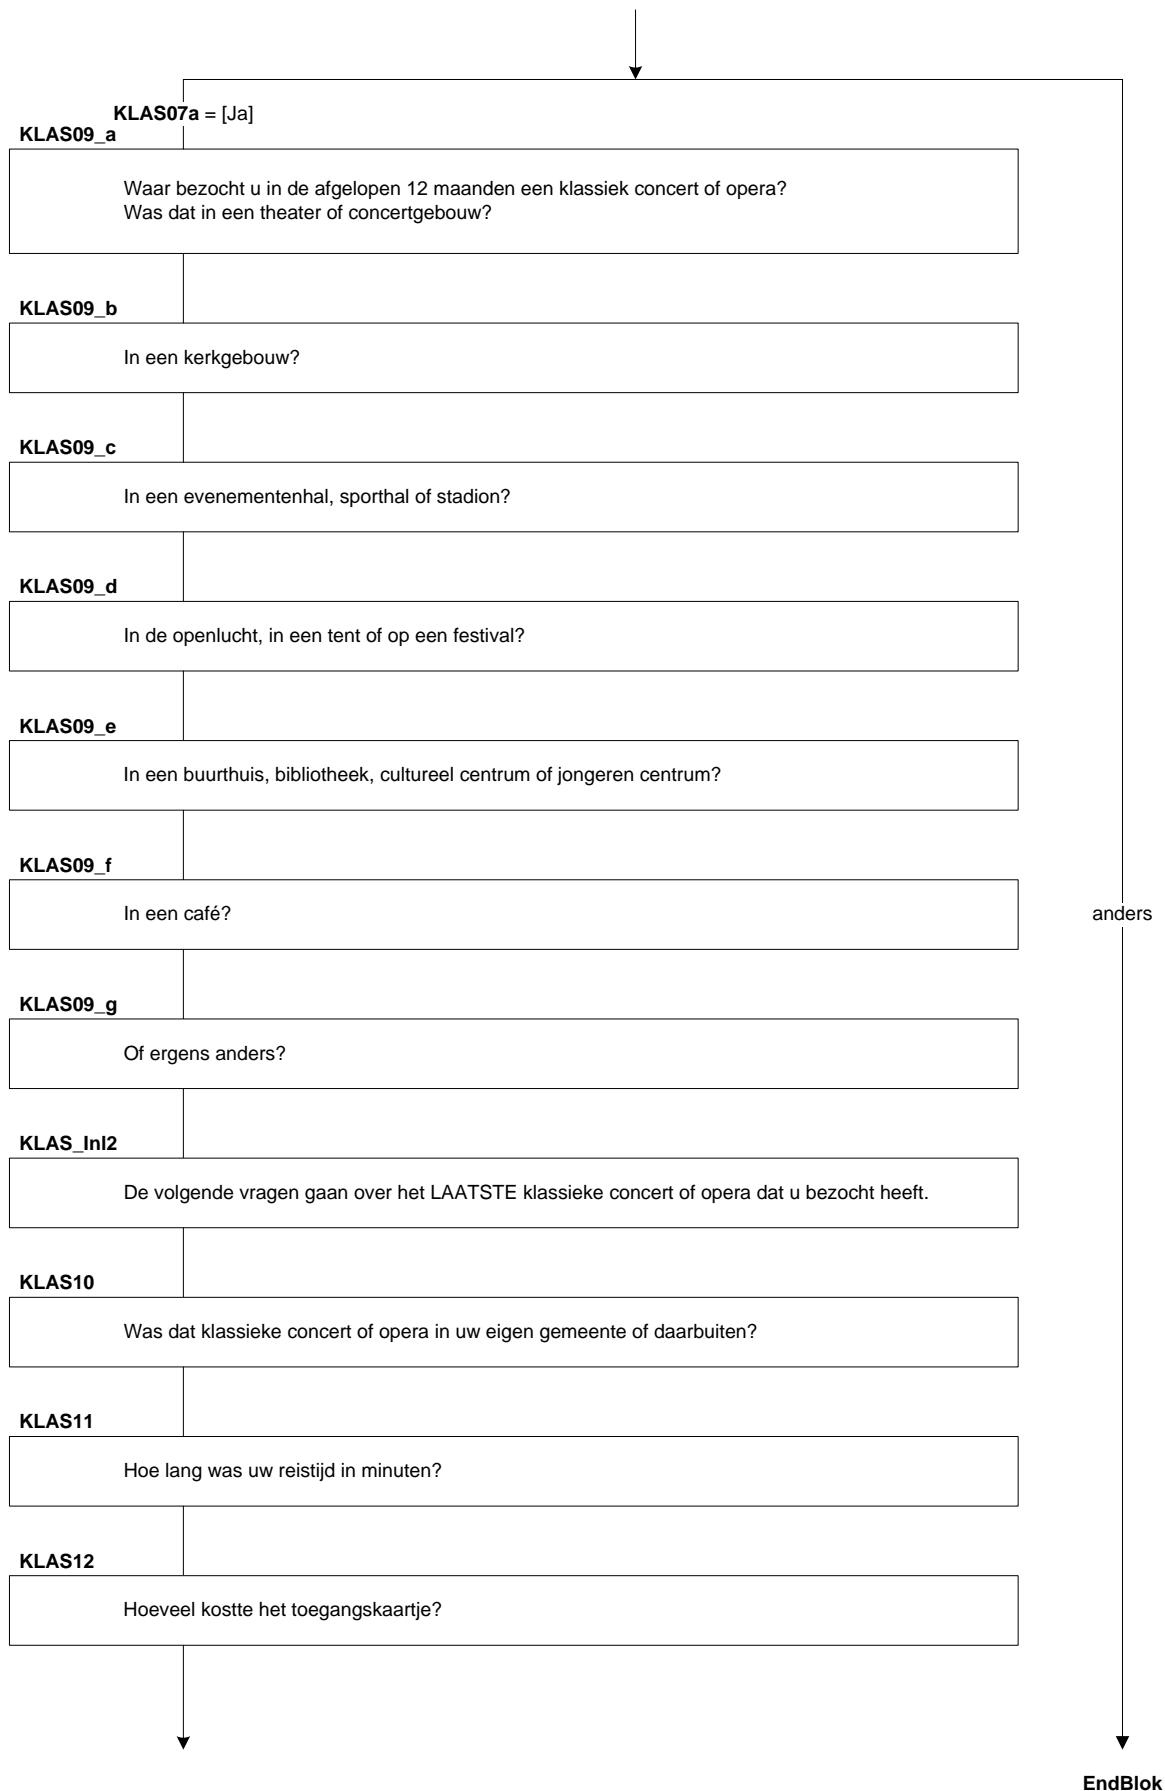 KLAS07a = [Ja]
KLAS09_a
Waar bezocht u in de afgelopen 12 maanden een klassiek concert of opera?
Was dat in een theater of concertgebouw?
KLAS09_b
In een kerkgebouw?
KLAS09_c
In een evenementenhal, sporthal of stadion?
KLAS09_d
In de openlucht, in een tent of op een festival?
KLAS09_e
In een buurthuis, bibliotheek, cultureel centrum of jongeren centrum?
KLAS09_f
In een café?
anders
KLAS09_g
Of ergens anders?
KLAS_Inl2
De volgende vragen gaan over het LAATSTE klassieke concert of opera dat u bezocht heeft.
KLAS10
Was dat klassieke concert of opera in uw eigen gemeente of daarbuiten?
KLAS11
Hoe lang was uw reistijd in minuten?
KLAS12
Hoeveel kostte het toegangskaartje?
EndBlok